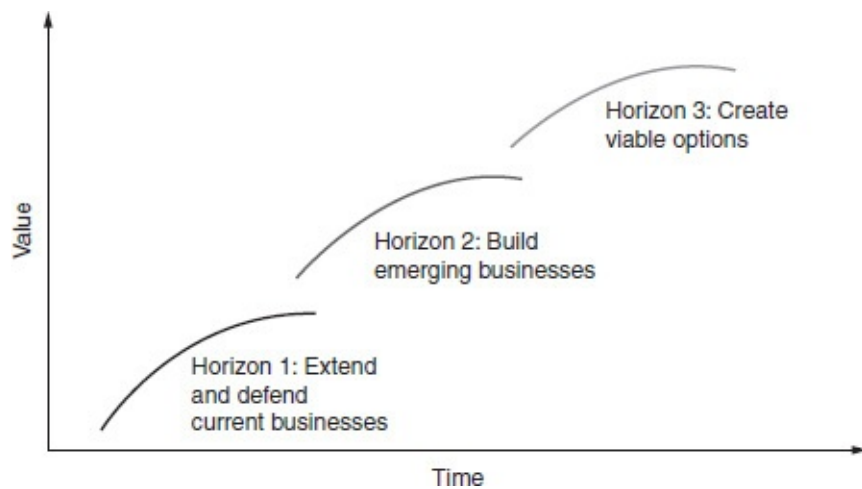 Horizon 3: Create
viable options
Value
Horizon 2: Build
emerging businesses
Horizon 1: Extend
and defend
current businesses
Time